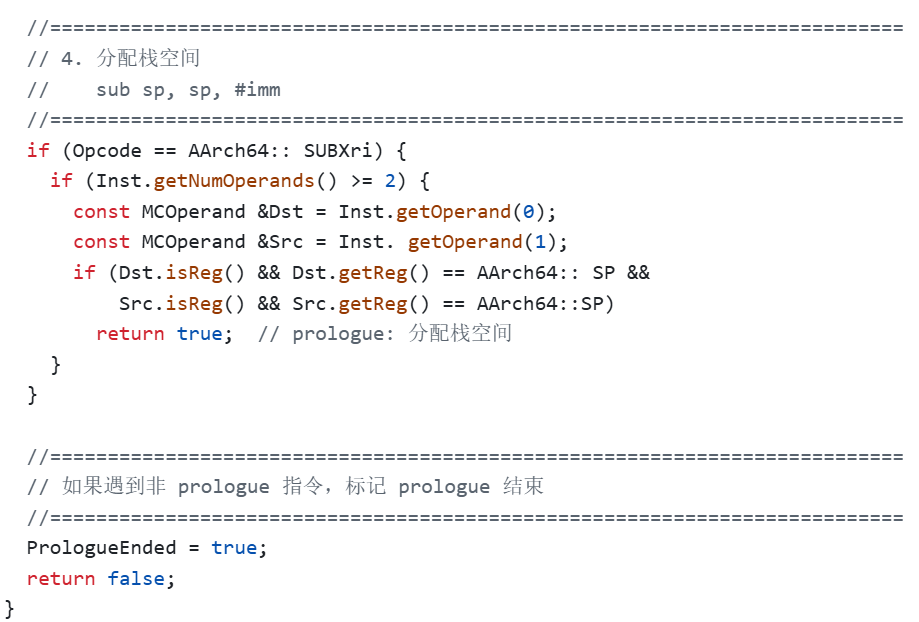 //==========================================================================
// 4. 分配栈空间
//    sub sp, sp, #imm
//==========================================================================
if (Opcode == AArch64:: SUBXri) {
  if (Inst.getNumOperands() >= 2) {
    const MCOperand &Dst = Inst.getOperand(0);
    const MCOperand &Src = Inst. getOperand(1);
    if (Dst.isReg() && Dst.getReg() == AArch64:: SP &&
        Src.isReg() && Src.getReg() == AArch64::SP)
      return true;  // prologue: 分配栈空间
  }
}
//==========================================================================
// 如果遇到非 prologue 指令，标记 prologue 结束
//==========================================================================
PrologueEnded = true;
return false;
}